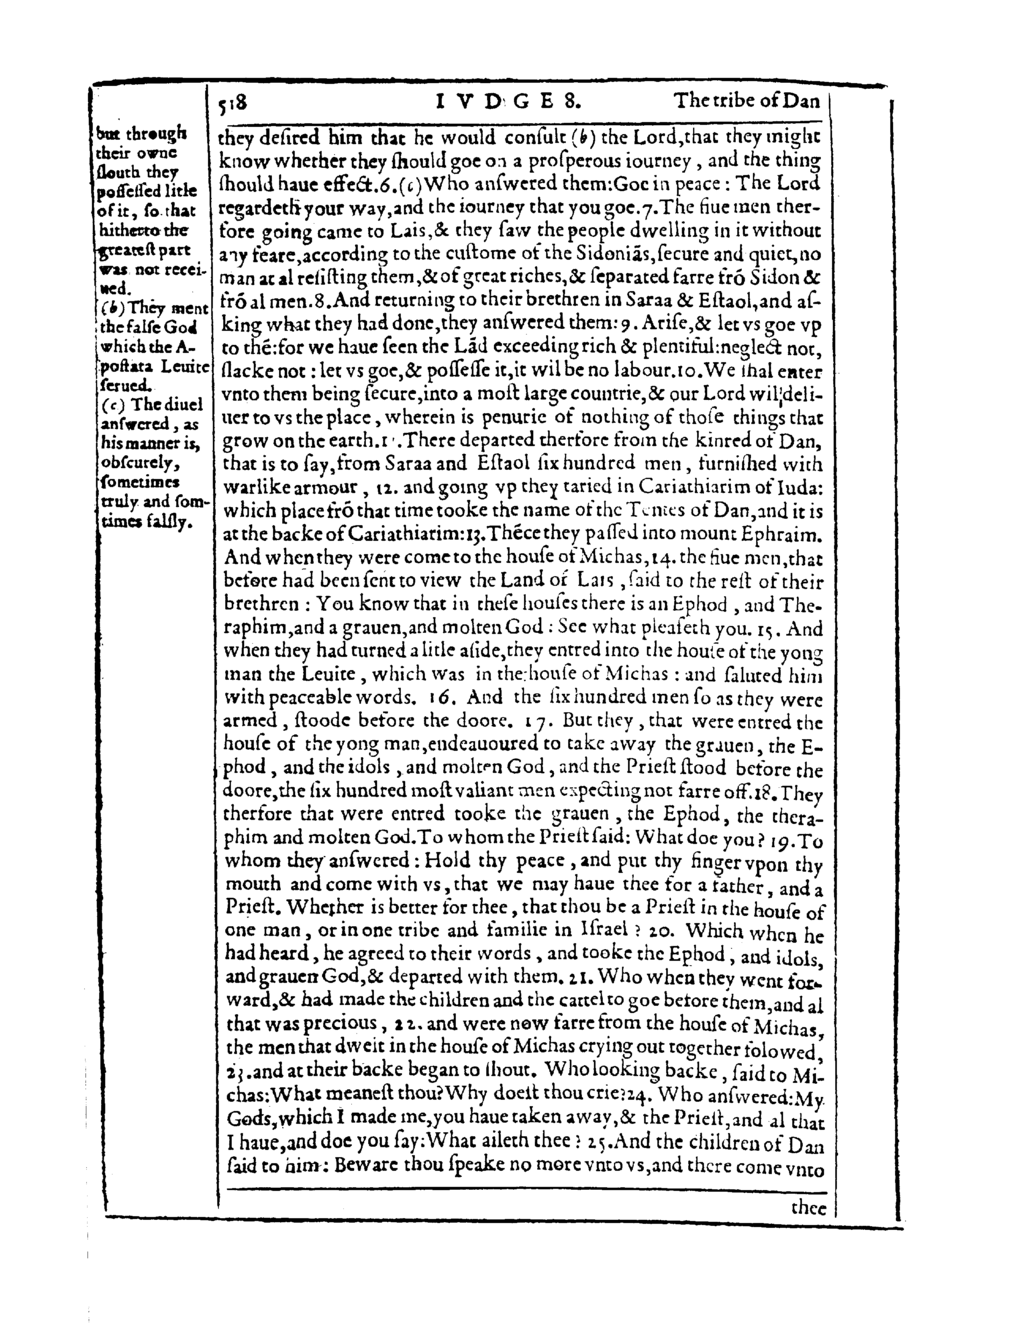 518 IVDGES. The tribe of Dan
but through
their owne
ſlouth they
poſſeſſed litle
of it, ſo that
hitherto the
greateſt part
was not recei-
ued.
(b) They ment
the falſe God
which the A-
poſtata Leuite
ſerued.
(c) The diuel
anſwered, as
his manner is,
obſcurely,
ſometimes
truly and ſom-
times falſly.
they deſired him that he would conſult (b) the Lord,that they might
know whether they ſhould goe on a proſperous iourney, and the thing
ſhould haue effect.6.(c)Who anſwered them:Goe in peace: The Lord
regardeth your way,and the iourney that you goe.7.The fiue men ther-
fore going came to Lais,& they ſaw the people dwelling in it without
any feare,according to the cuſtome of the Sidoniãs,ſecure and quiet,no
man at al reſiſting them,&of great riches,& ſeparated farre frõ Sidon &
frõ al men.8.And returning to their brethren in Saraa & Eſtaol,and aſ-
king what they had done,they anſwered them:9.Ariſe,& let vs goe vp
to thẽ:for we haue ſeen the Lãd exceeding rich & plentiful:neglect not,
ſlacke not: let vs goe,& poſſeſſe it,it wil be no labour.10.We ſhal enter
vnto them being ſecure,into a moſt large countrie,& our Lord wil deli-
uer to vs the place, wherein is penurie of nothing of thoſe things that
grow on the earth.11.There departed therfore from the kinred of Dan,
that is to ſay,from Saraa and Eſtaol ſix hundred men, furniſhed with
warlike armour, 12. and going vp they taried in Cariathiarim of Iuda:
which place frõ that time tooke the name of the Tentes of Dan,and it is
at the backe of Cariathiarim:13.Thẽce they paſſed into mount Ephraim.
And when they were come to the houſe of Michas,14. the fiue men,that
before had been ſent to view the Land of Lais, ſaid to the reſt of their
brethren: You know that in theſe houſes there is an Ephod, and The-
raphim,and a grauen,and molten God: See what pleaſeth you. 15. And
when they had turned a litle aſide,they entred into the houſe of the yong
man the Leuite, which was in the houſe of Michas: and ſaluted him
with peaceable words. 16. And the ſix hundred men ſo as they were
armed, ſtoode before the doore. 17. But they, that were entred the
houſe of the yong man,endeauoured to take away the grauen, the E-
phod, and the idols, and molten God, and the Prieſt ſtood before the
doore,the ſix hundred moſt valiant men expecting not farre off.18.They
therfore that were entred tooke the grauen, the Ephod, the thera-
phim and molten God.To whom the Prieſt ſaid: What doe you? 19.To
whom they anſwered: Hold thy peace, and put thy finger vpon thy
mouth and come with vs, that we may haue thee for a father, and a
Prieſt. Whether is better for thee, that thou be a Prieſt in the houſe of
one man, or in one tribe and familie in Iſrael? 20. Which when he
had heard, he agreed to their words, and tooke the Ephod, and idols,
and grauen God,& departed with them. 21. Who when they went for-
ward,& had made the children and the cattel to goe before them,and al
that was precious, 22. and were now farre from the houſe of Michas,
the men that dwelt in the houſe of Michas crying out together folowed,
23.and at their backe began to ſhout. Who looking backe, ſaid to Mi-
chas:What meaneſt thou?Why doeſt thou crie?24. Who anſwered:My
Gods,which I made me,you haue taken away,& the Prieſt,and al that
I haue,and doe you ſay:What aileth thee? 25.And the children of Dan
ſaid to him: Beware thou ſpeake no more vnto vs,and there come vnto
thee